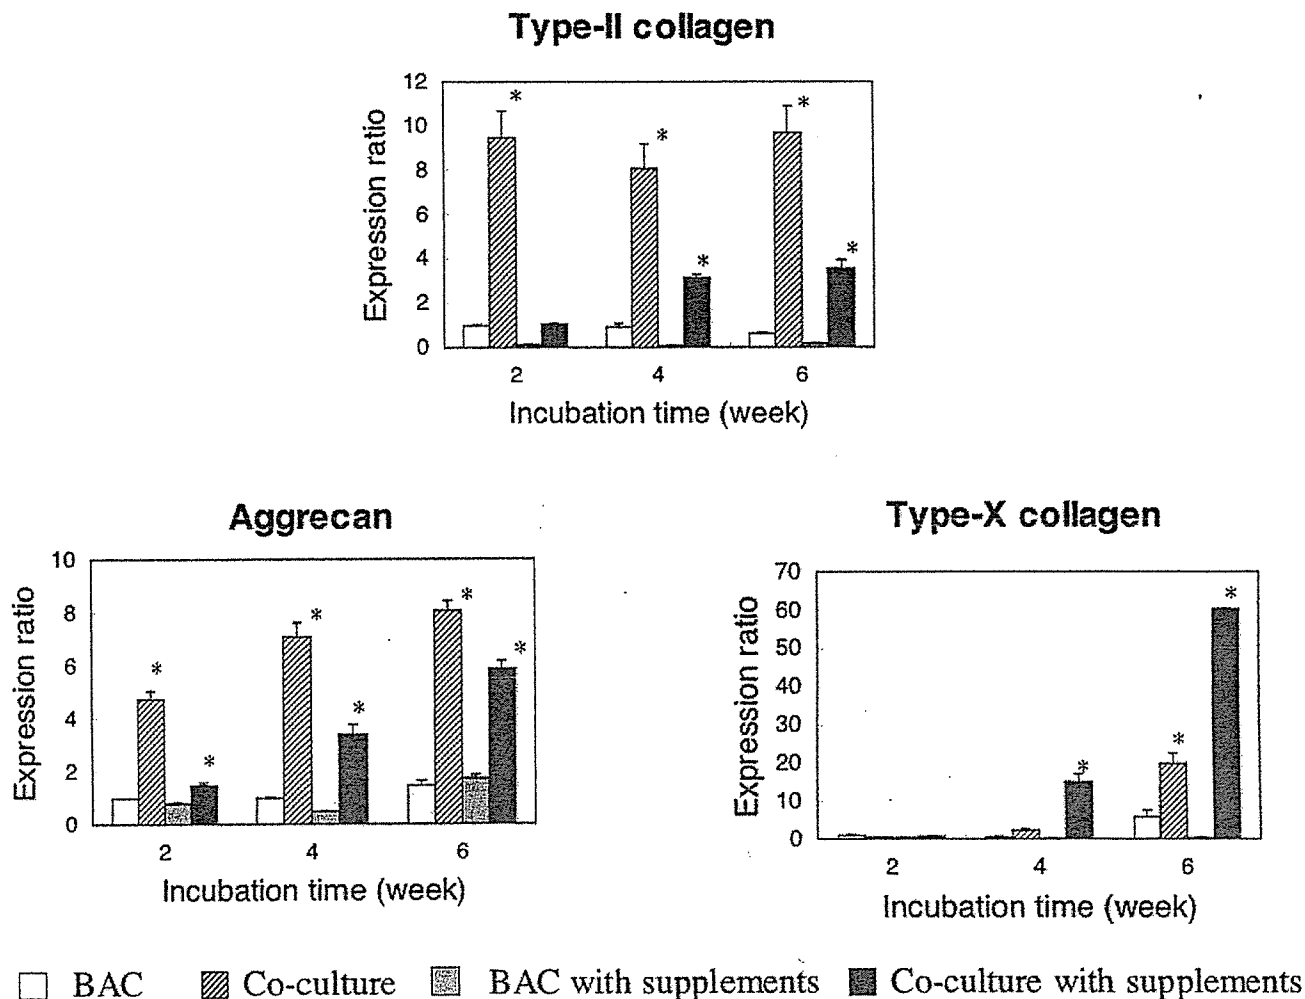 Type-II collagen
12
10
8
6
4
2
0
Expression ratio
*
*
*
*
*
2 4 6
Incubation time (week)
Aggrecan
10
8
6
4
2
0
Expression ratio
*
*
*
*
*
*
2 4 6
Incubation time (week)
Type-X collagen
70
60
50
40
30
20
10
0
Expression ratio
*
*
*
2 4 6
Incubation time (week)
BAC Co-culture BAC with supplements Co-culture with supplements